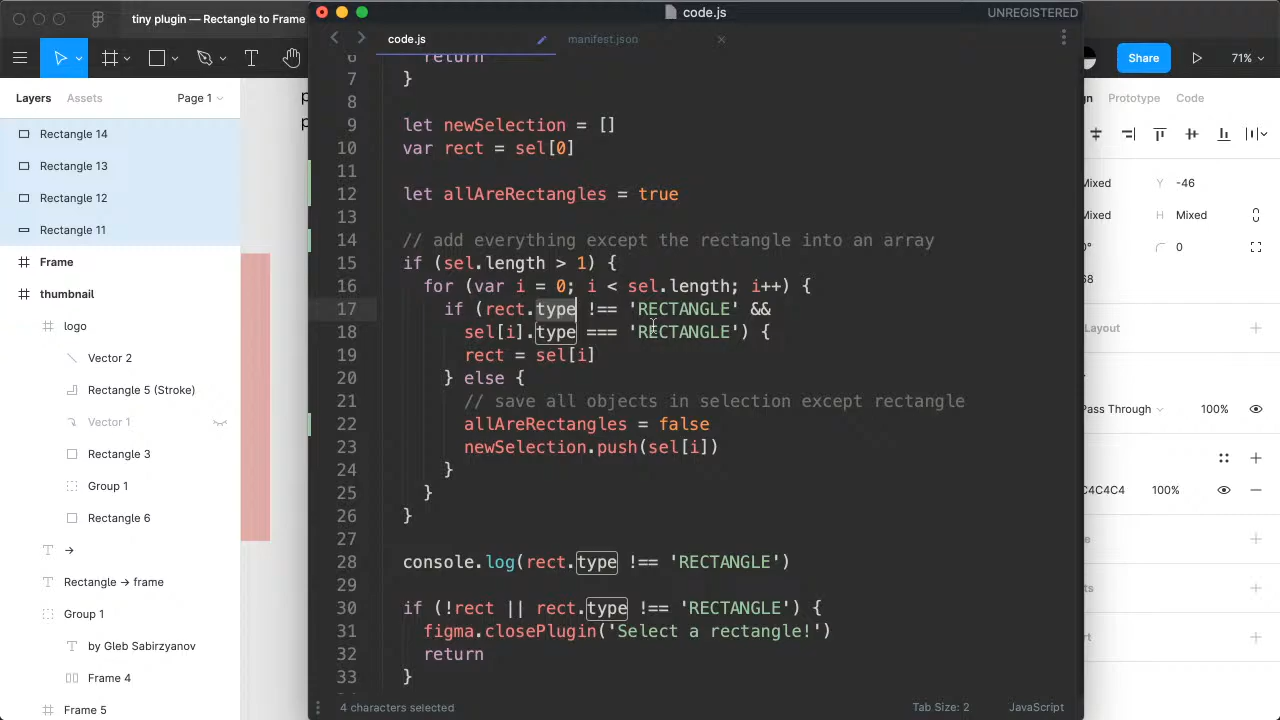 tiny plugin — Rectangle to Frame
code.js
UNREGISTERED
code.js
manifest.json
Share
71%
Layers
Assets
Page 1
Prototype
Code
Rectangle 14
Rectangle 13
Rectangle 12
Rectangle 11
Frame
thumbnail
logo
Vector 2
Rectangle 5 (Stroke)
Vector 1
Rectangle 3
Group 1
Rectangle 6
→
Rectangle → frame
Group 1
by Gleb Sabirzyanov
Frame 4
Frame 5
6 return
7 }
8
9 let newSelection = []
10 var rect = sel[0]
11
12 let allAreRectangles = true
13
14 // add everything except the rectangle into an array
15 if (sel.length > 1) {
16 for (var i = 0; i < sel.length; i++) {
17 if (rect.type !== 'RECTANGLE' &&
18 sel[i].type === 'RECTANGLE') {
19 rect = sel[i]
20 } else {
21 // save all objects in selection except rectangle
22 allAreRectangles = false
23 newSelection.push(sel[i])
24 }
25 }
26 }
27
28 console.log(rect.type !== 'RECTANGLE')
29
30 if (!rect || rect.type !== 'RECTANGLE') {
31 figma.closePlugin('Select a rectangle!')
32 return
33 }
4 characters selected
Tab Size: 2
JavaScript
Mixed
Y -46
Mixed
H Mixed
0
Layout
Pass Through
100%
C4C4C4
100%